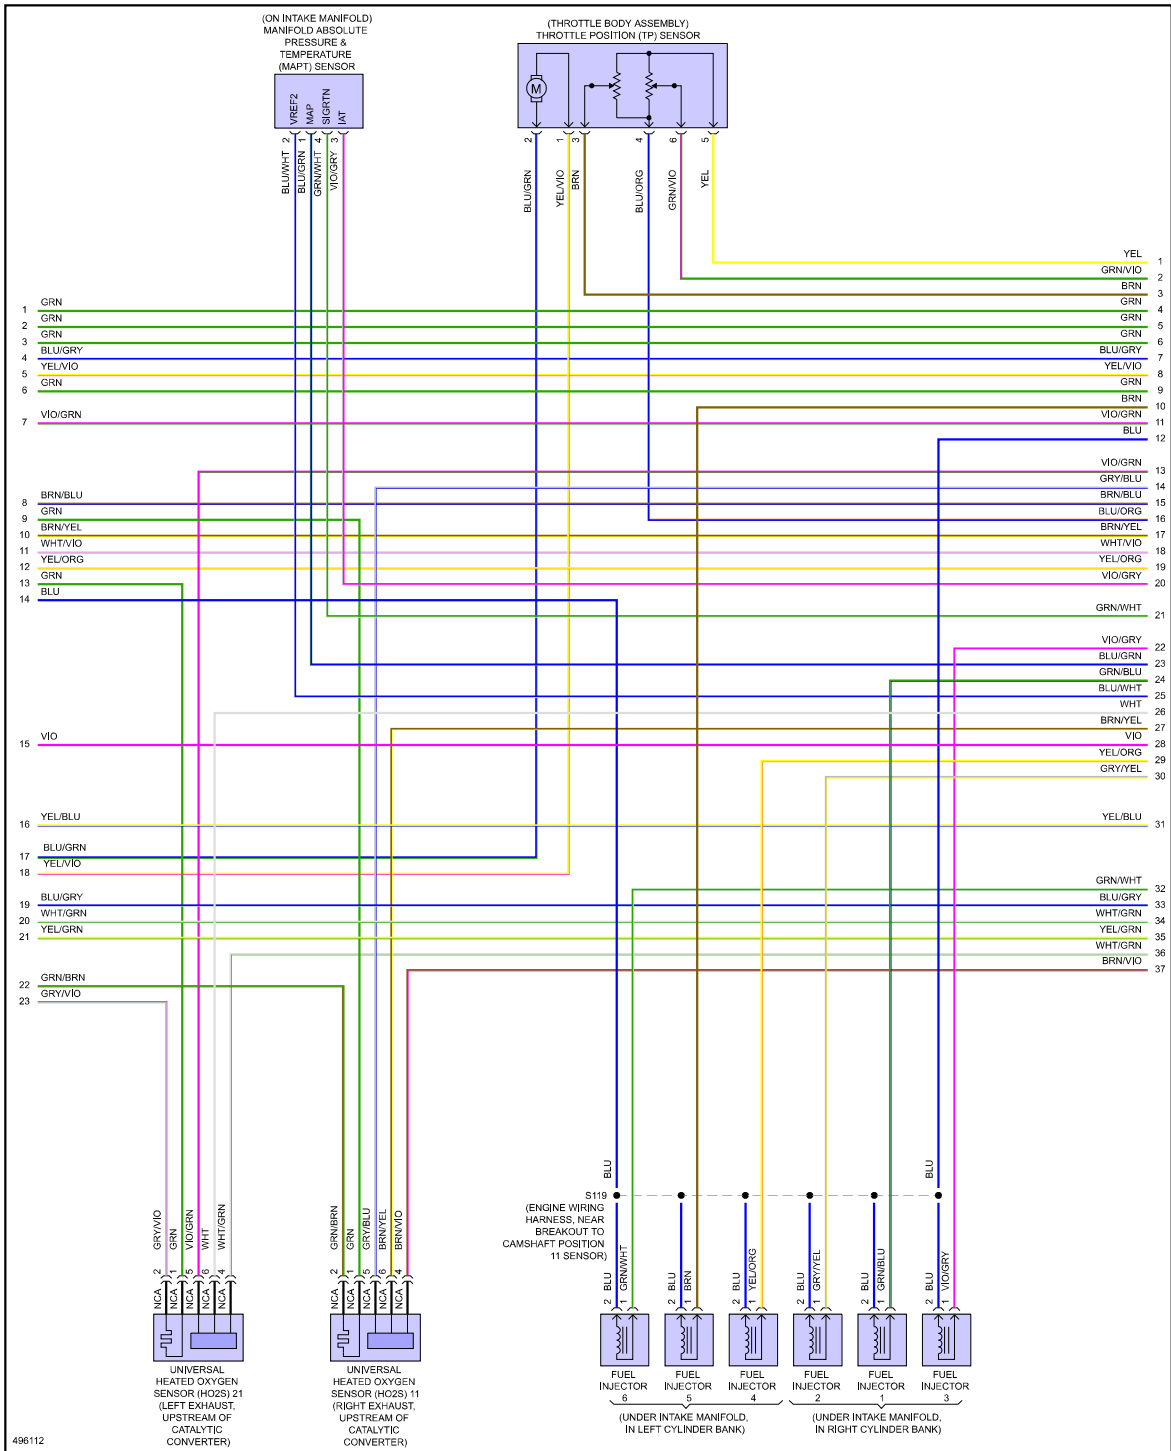 (ON INTAKE MANIFOLD)
MANIFOLD ABSOLUTE
PRESSURE &
TEMPERATURE
(MAPT) SENSOR
VREF2
MAP
SIGRTN
IAT
2
1
4
3
BLU/WHT
BLU/GRN
GRN/WHT
VIO/GRY
(THROTTLE BODY ASSEMBLY)
THROTTLE POSITION (TP) SENSOR
M
2
1
3
4
6
5
BLU/GRN
YEL/VIO
BRN
BLU/ORG
GRN/VIO
YEL
1 GRN
2 GRN
3 GRN
4 BLU/GRY
5 YEL/VIO
6 GRN
7 VIO/GRN
8 BRN/BLU
9 GRN
10 BRN/YEL
11 WHT/VIO
12 YEL/ORG
13 GRN
14 BLU
15 VIO
16 YEL/BLU
17 BLU/GRN
18 YEL/VIO
19 BLU/GRY
20 WHT/GRN
21 YEL/GRN
22 GRN/BRN
23 GRY/VIO
YEL 1
GRN/VIO 2
BRN 3
GRN 4
GRN 5
GRN 6
BLU/GRY 7
YEL/VIO 8
GRN 9
BRN 10
VIO/GRN 11
BLU 12
VIO/GRN 13
GRY/BLU 14
BRN/BLU 15
BLU/ORG 16
BRN/YEL 17
WHT/VIO 18
YEL/ORG 19
VIO/GRY 20
GRN/WHT 21
VIO/GRY 22
BLU/GRN 23
GRN/BLU 24
BLU/WHT 25
WHT 26
BRN/YEL 27
VIO 28
YEL/ORG 29
GRY/YEL 30
YEL/BLU 31
GRN/WHT 32
BLU/GRY 33
WHT/GRN 34
YEL/GRN 35
WHT/GRN 36
BRN/VIO 37
GRY/VIO
GRN
VIO/GRN
WHT
WHT/GRN
2
1
5
6
4
NCA
NCA
NCA
NCA
NCA
UNIVERSAL
HEATED OXYGEN
SENSOR (HO2S) 21
(LEFT EXHAUST,
UPSTREAM OF
CATALYTIC
CONVERTER)
GRN/BRN
GRN
GRY/BLU
BRN/YEL
BRN/VIO
2
1
5
6
4
NCA
NCA
NCA
NCA
NCA
UNIVERSAL
HEATED OXYGEN
SENSOR (HO2S) 11
(RIGHT EXHAUST,
UPSTREAM OF
CATALYTIC
CONVERTER)
BLU
BLU
S119
(ENGINE WIRING
HARNESS, NEAR
BREAKOUT TO
CAMSHAFT POSITION
11 SENSOR)
BLU
GRN/WHT
BLU
BRN
BLU
YEL/ORG
BLU
GRY/YEL
BLU
GRN/BLU
BLU
VIO/GRY
2
1
2
1
2
1
2
1
2
1
2
1
FUEL
INJECTOR
6
FUEL
INJECTOR
5
FUEL
INJECTOR
4
FUEL
INJECTOR
2
FUEL
INJECTOR
1
FUEL
INJECTOR
3
(UNDER INTAKE MANIFOLD,
IN LEFT CYLINDER BANK)
(UNDER INTAKE MANIFOLD,
IN RIGHT CYLINDER BANK)
496112